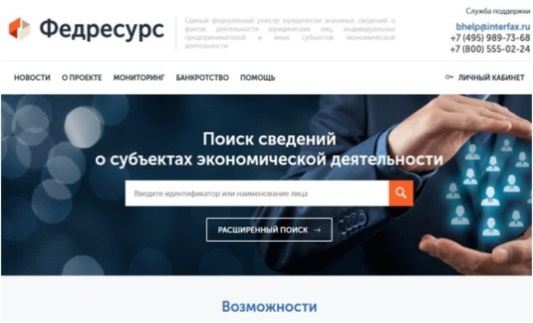 Служба поддержки
Федресурс
Единый федеральный реестр юридически значимых сведений о
фактах деятельности юридических лиц, индивидуальных
предпринимателей и иных субъектов экономической
деятельности
bhelp@interfax.ru
+7 (495) 989-73-68
+7 (800) 555-02-24
НОВОСТИ О ПРОЕКТЕ МОНИТОРИНГ БАНКРОТСТВО ПОМОЩЬ ЛИЧНЫЙ КАБИНЕТ
Поиск сведений
о субъектах экономической деятельности
Введите идентификатор или наименование лица
РАСШИРЕННЫЙ ПОИСК →
Возможности